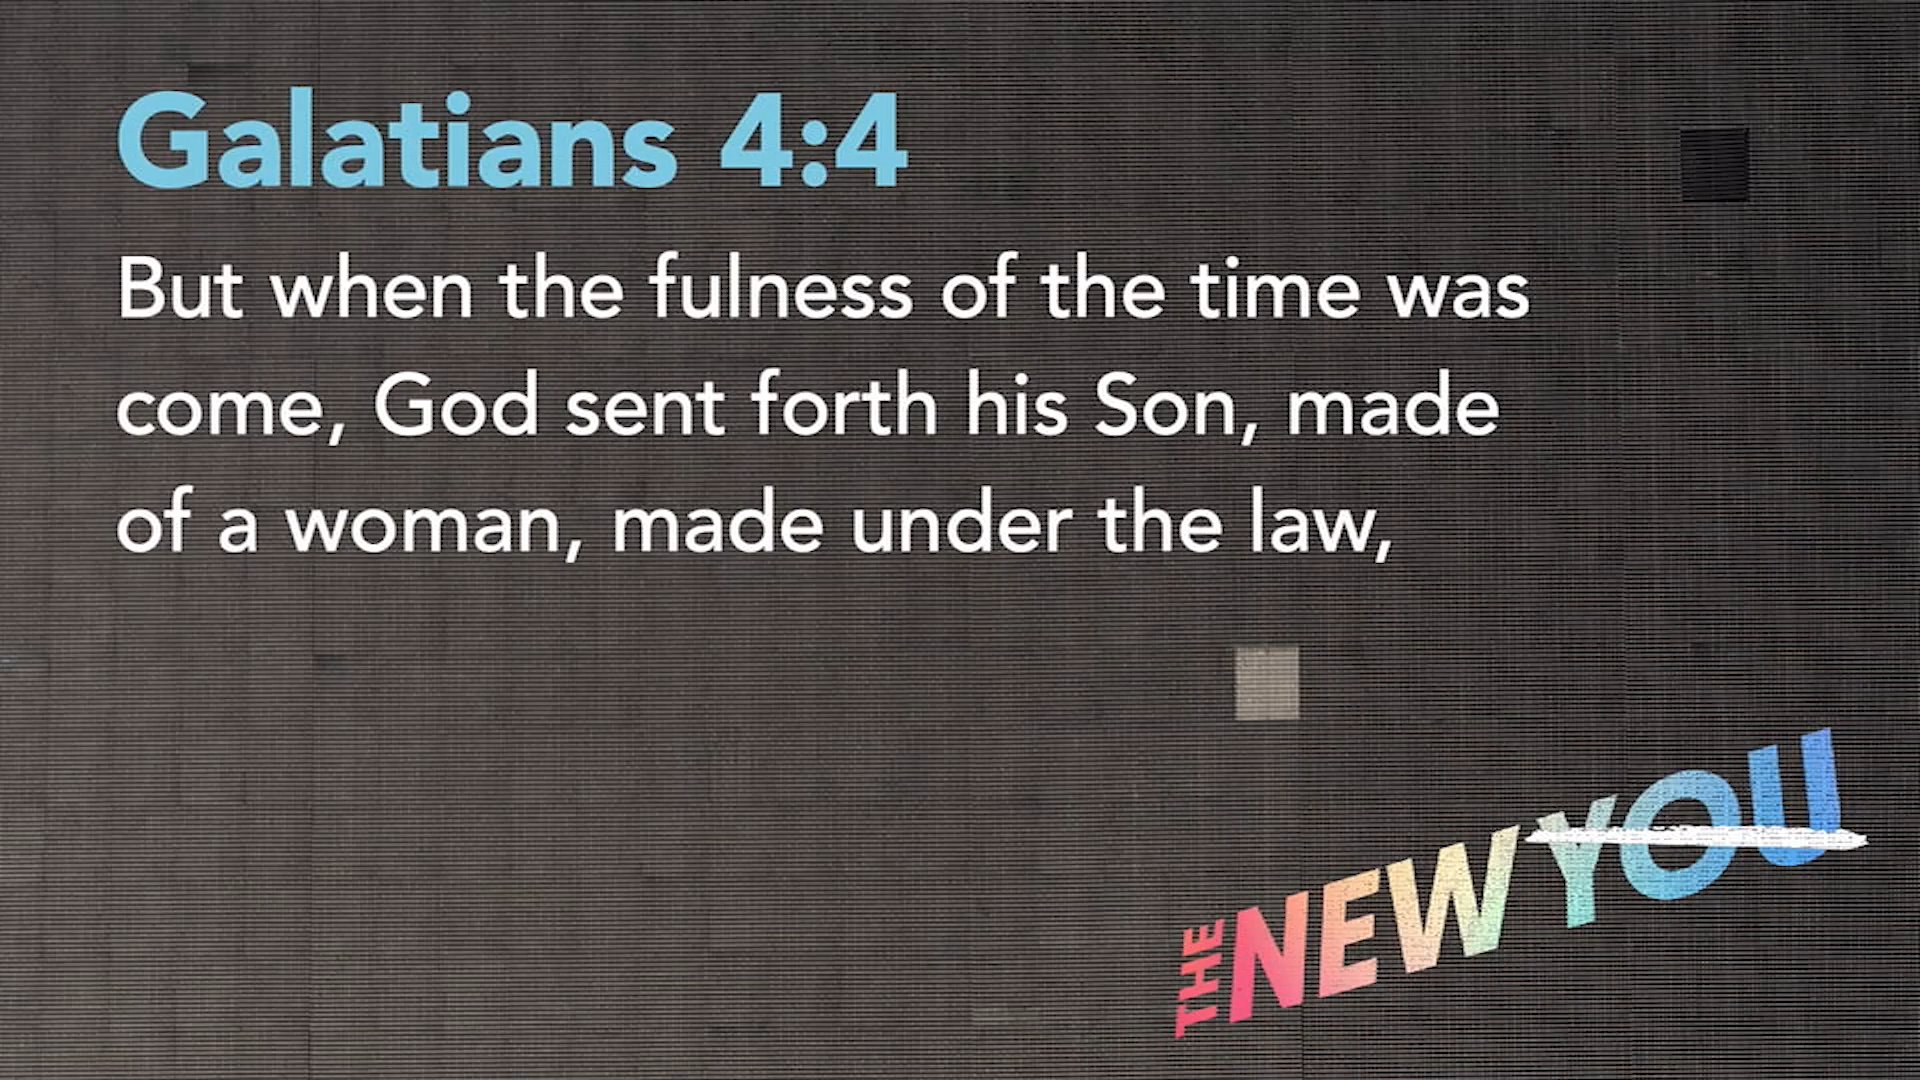 Galatians 4:4
But when the fulness of the time was
come, God sent forth his Son, made
of a woman, made under the law,
THE NEW YOU